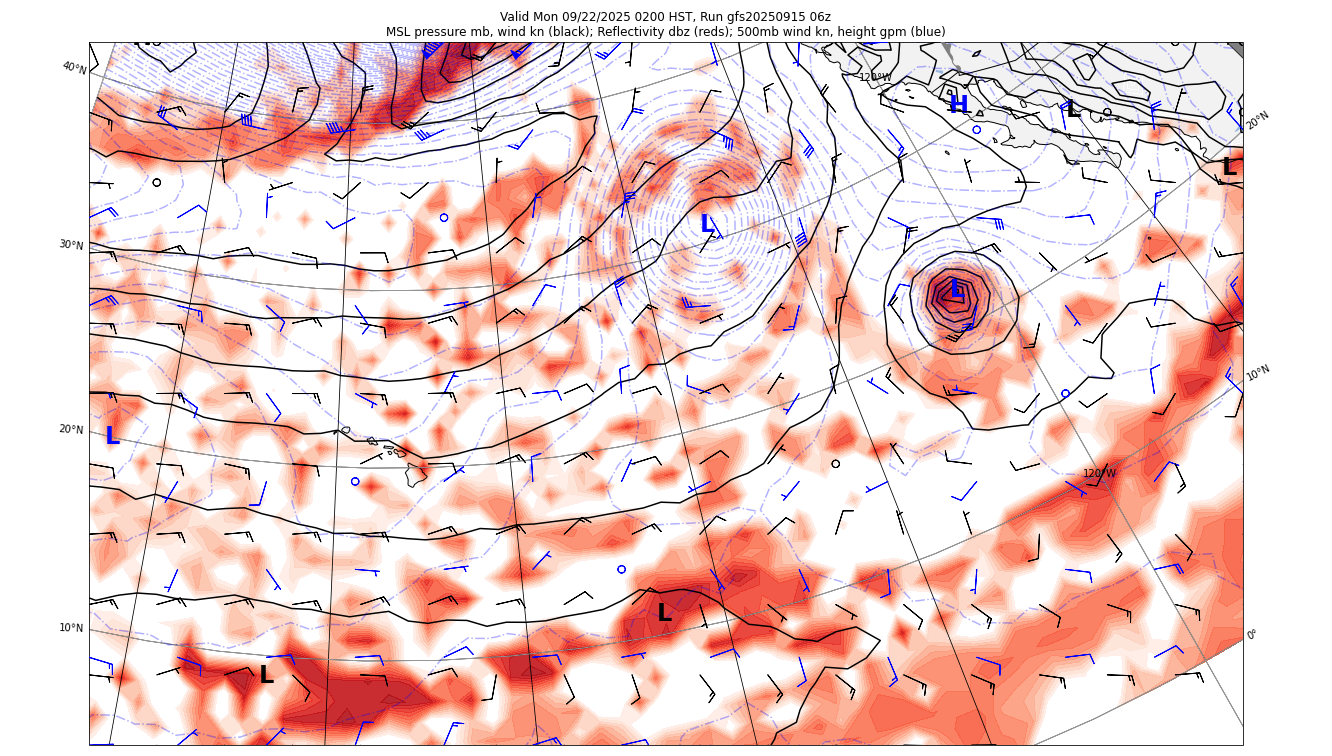 Valid Mon 09/22/2025 0200 HST, Run gfs20250915 06z
MSL pressure mb, wind kn (black); Reflectivity dbz (reds); 500mb wind kn, height gpm (blue)
40°N
120°W
H
L
20°N
L
L
30°N
L
10°N
L
20°N
120°W
L
10°N
0°
L